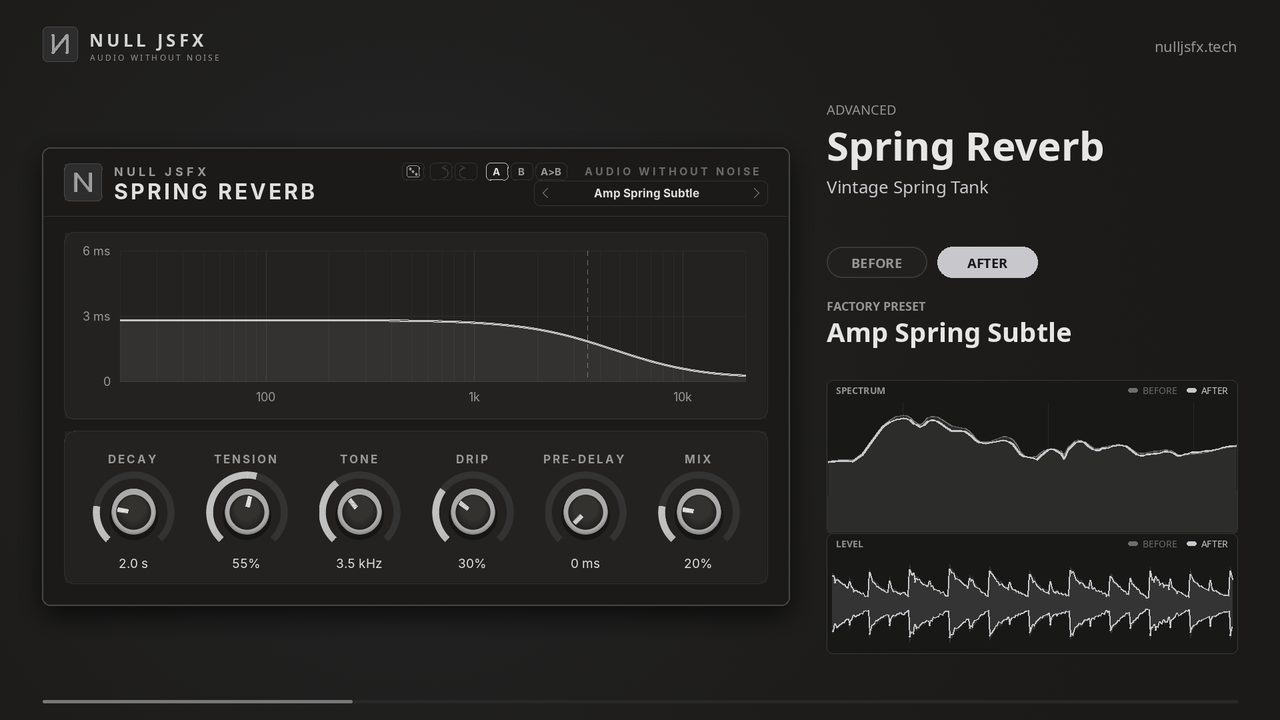 NULL JSFX
AUDIO WITHOUT NOISE
nulljsfx.tech
ADVANCED
Spring Reverb
Vintage Spring Tank
BEFORE AFTER
FACTORY PRESET
Amp Spring Subtle
N
NULL JSFX
SPRING REVERB
A B A>B AUDIO WITHOUT NOISE
Amp Spring Subtle
6 ms
3 ms
0
100 1k 10k
DECAY TENSION TONE DRIP PRE-DELAY MIX
2.0 s 55% 3.5 kHz 30% 0 ms 20%
SPECTRUM BEFORE AFTER
LEVEL BEFORE AFTER